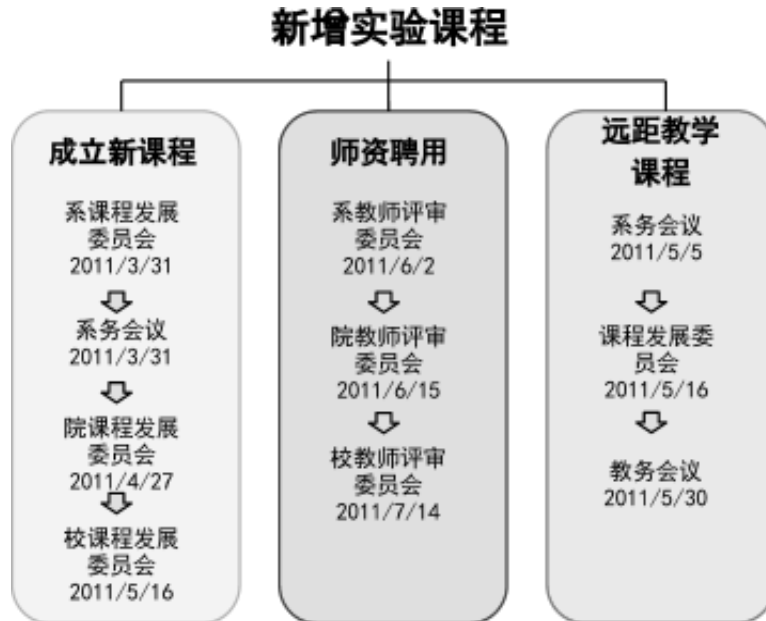 新增实验课程
成立新课程
系课程发展
委员会
2011/3/31
系务会议
2011/3/31
院课程发展
委员会
2011/4/27
校课程发展
委员会
2011/5/16
师资聘用
系教师评审
委员会
2011/6/2
院教师评审
委员会
2011/6/15
校教师评审
委员会
2011/7/14
远距教学
课程
系务会议
2011/5/5
课程发展委
员会
2011/5/16
教务会议
2011/5/30